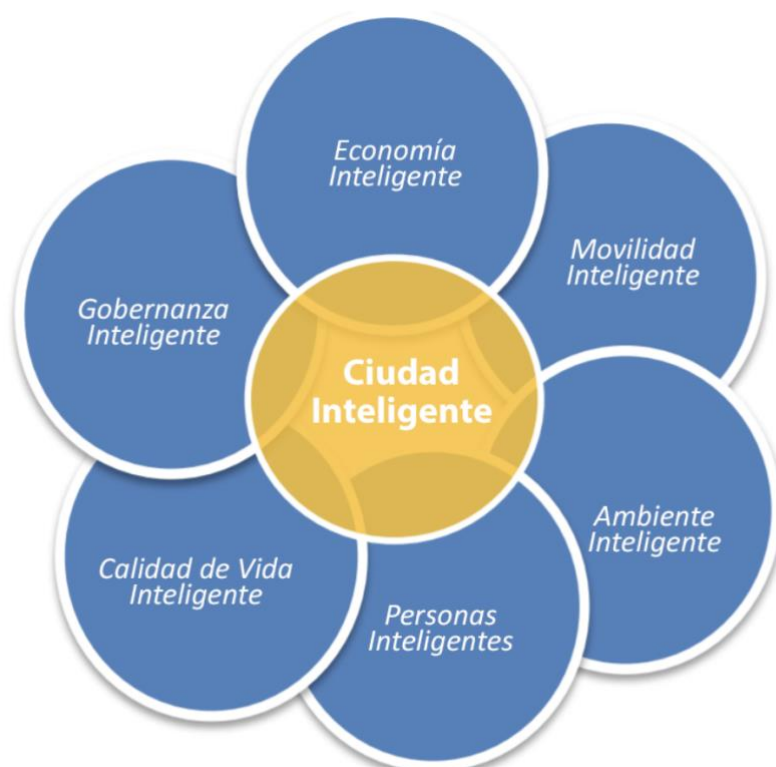 Economía
Inteligente
Movilidad
Inteligente
Gobernanza
Inteligente
Ciudad
Inteligente
Ambiente
Inteligente
Calidad de Vida
Inteligente
Personas
Inteligentes